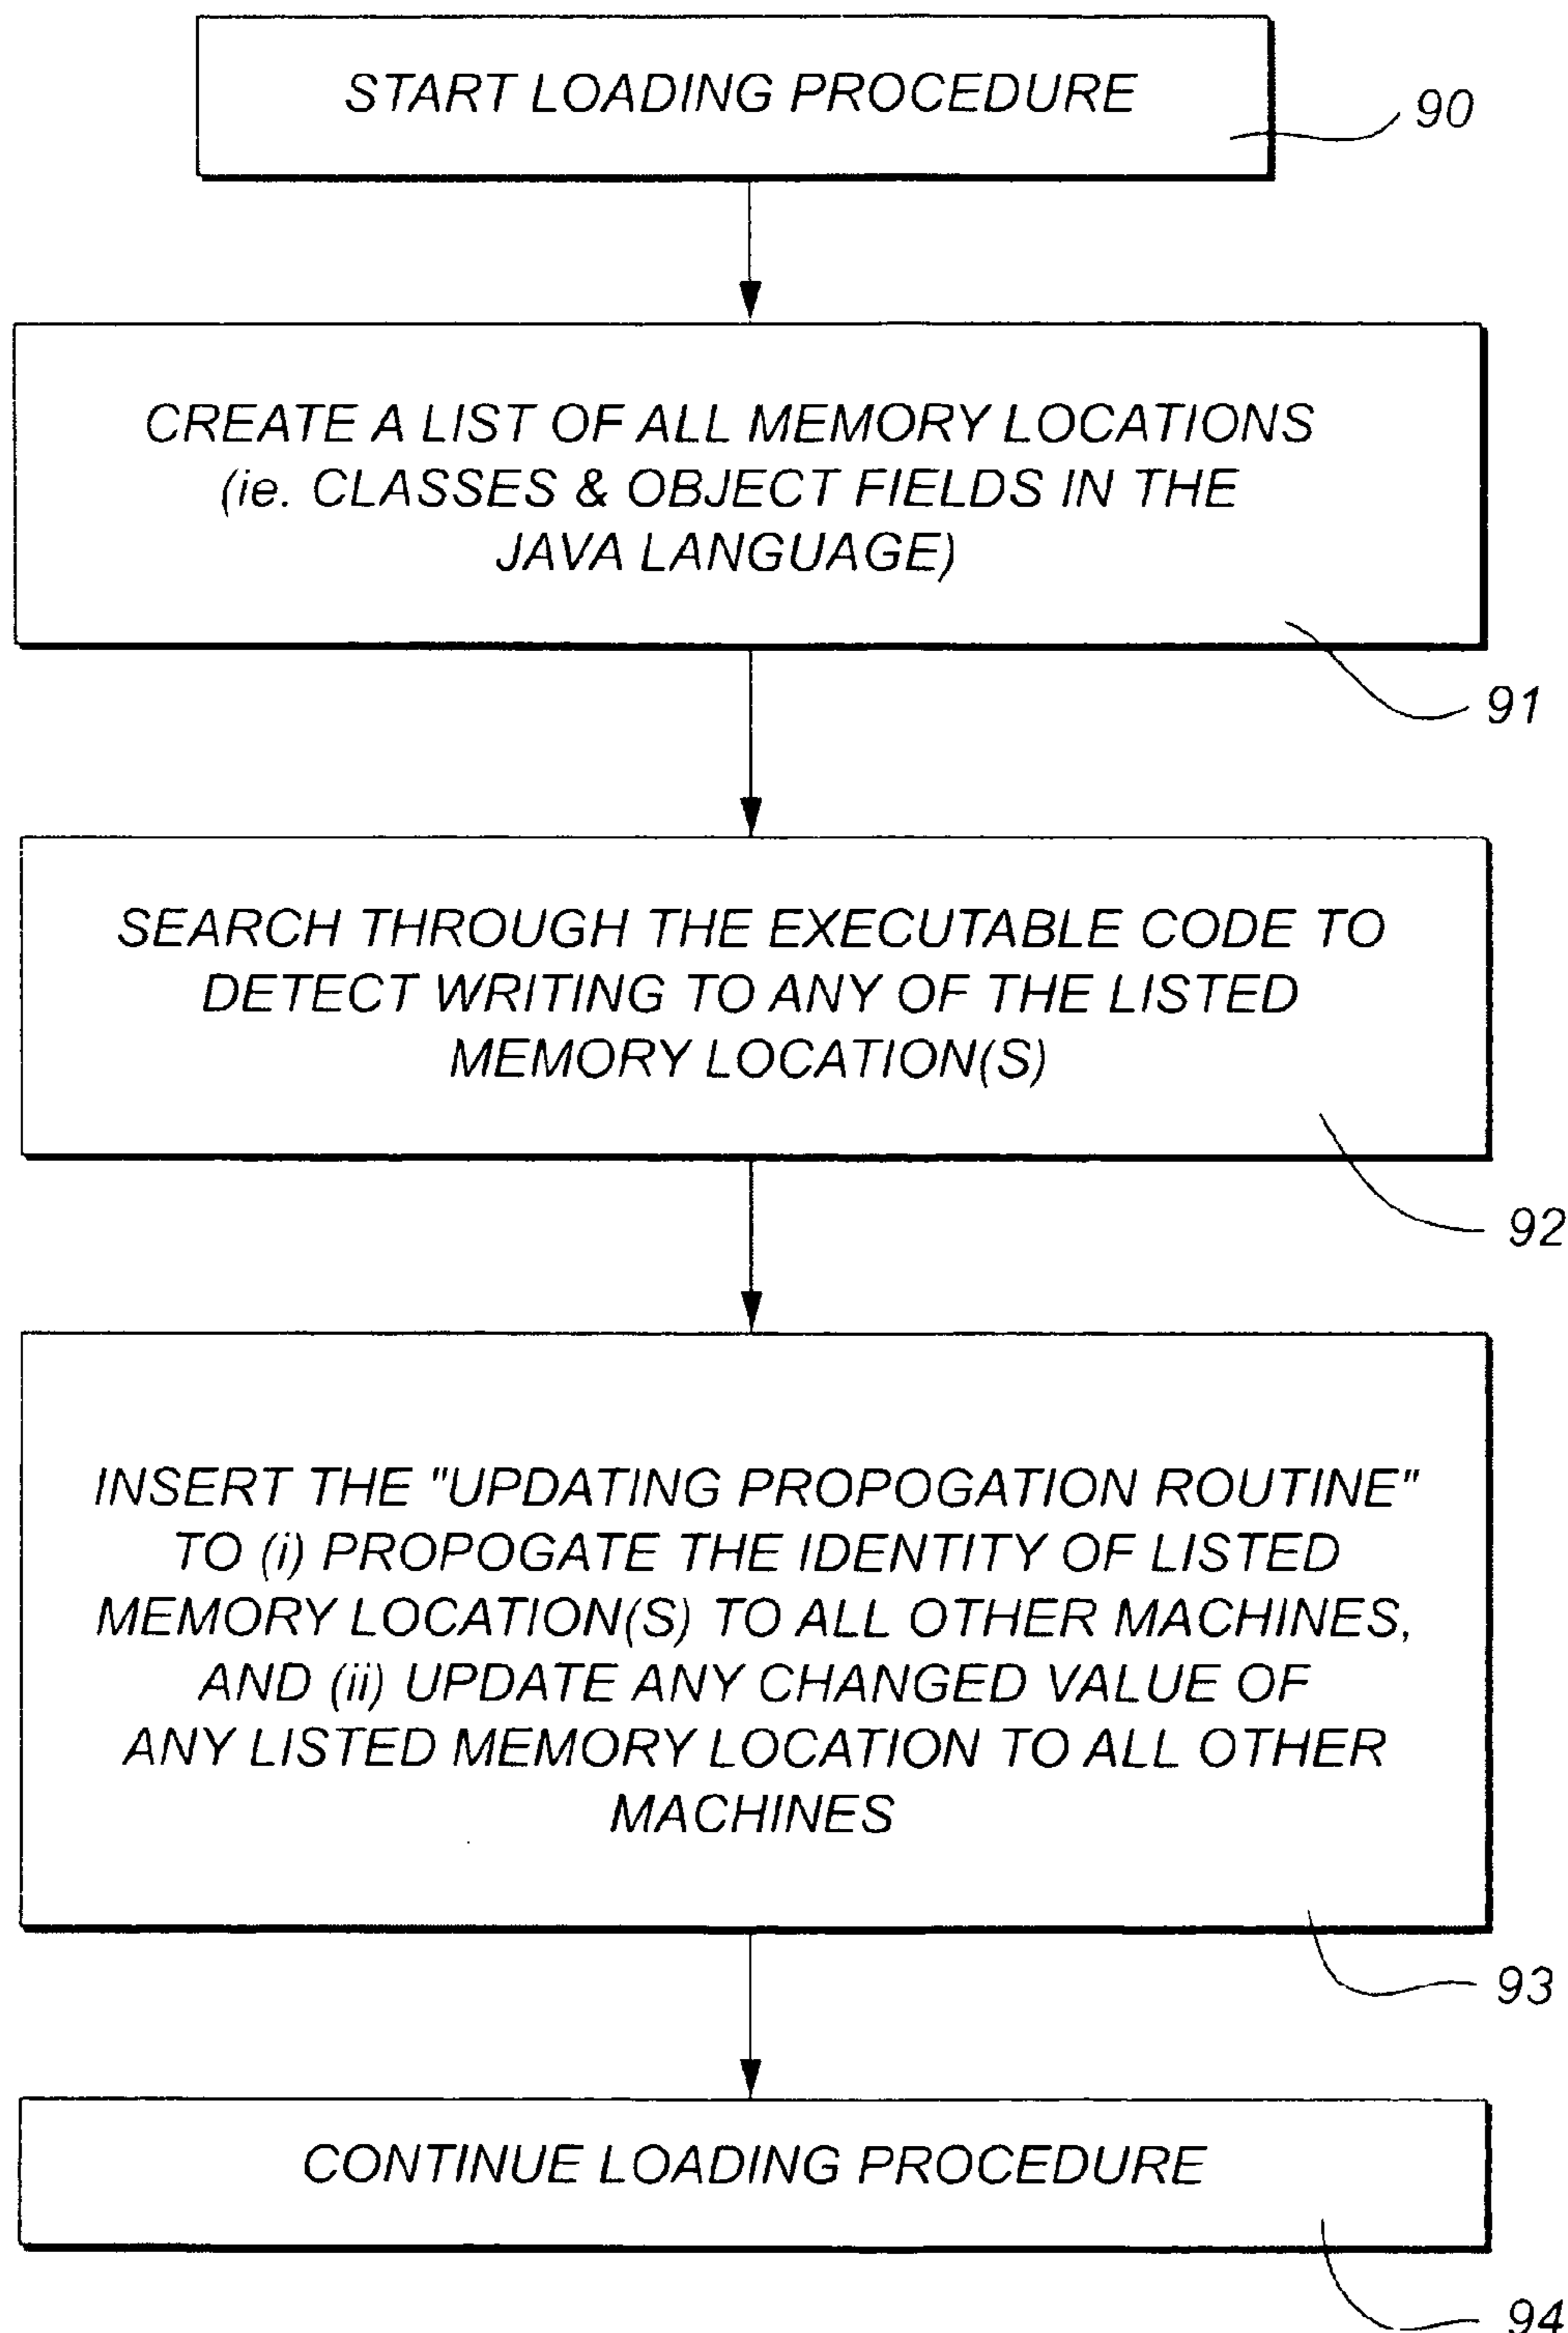 START LOADING PROCEDURE
90
CREATE A LIST OF ALL MEMORY LOCATIONS
(ie. CLASSES & OBJECT FIELDS IN THE
JAVA LANGUAGE)
91
SEARCH THROUGH THE EXECUTABLE CODE TO
DETECT WRITING TO ANY OF THE LISTED
MEMORY LOCATION(S)
92
INSERT THE "UPDATING PROPOGATION ROUTINE"
TO (i) PROPOGATE THE IDENTITY OF LISTED
MEMORY LOCATION(S) TO ALL OTHER MACHINES,
AND (ii) UPDATE ANY CHANGED VALUE OF
ANY LISTED MEMORY LOCATION TO ALL OTHER
MACHINES
93
CONTINUE LOADING PROCEDURE
94